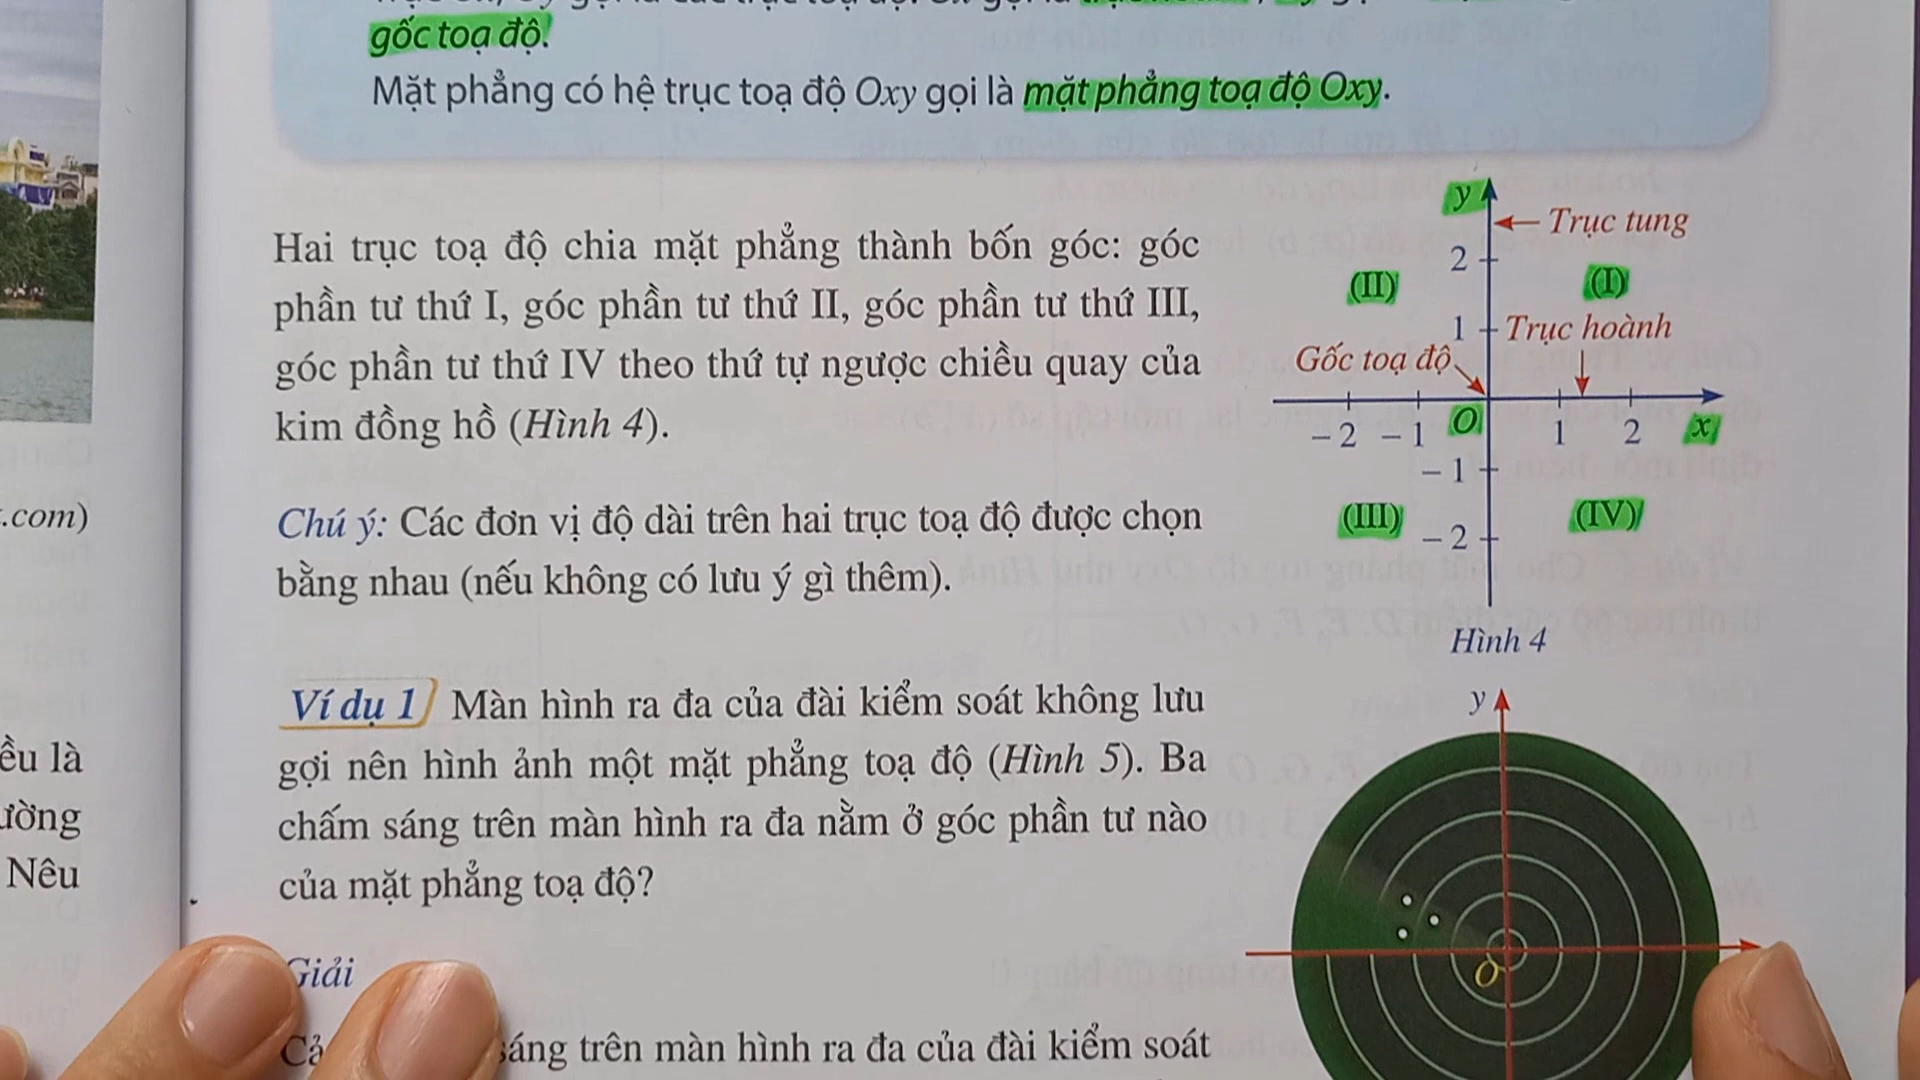 gốc toạ độ.
Mặt phẳng có hệ trục toạ độ Oxy gọi là mặt phẳng toạ độ Oxy.
Hai trục toạ độ chia mặt phẳng thành bốn góc: góc
phần tư thứ I, góc phần tư thứ II, góc phần tư thứ III,
góc phần tư thứ IV theo thứ tự ngược chiều quay của
kim đồng hồ (Hình 4).
Chú ý: Các đơn vị độ dài trên hai trục toạ độ được chọn
bằng nhau (nếu không có lưu ý gì thêm).
y
Trục tung
2
(II)
(I)
1
Trục hoành
Gốc toạ độ
– 2
– 1
O
1
2
x
– 1
(III)
– 2
(IV)
Hình 4
Ví dụ 1 Màn hình ra đa của đài kiểm soát không lưu
gợi nên hình ảnh một mặt phẳng toạ độ (Hình 5). Ba
chấm sáng trên màn hình ra đa nằm ở góc phần tư nào
của mặt phẳng toạ độ?
y
O
Giải
sáng trên màn hình ra đa của đài kiểm soát
.com)
ều là
ường
Nêu